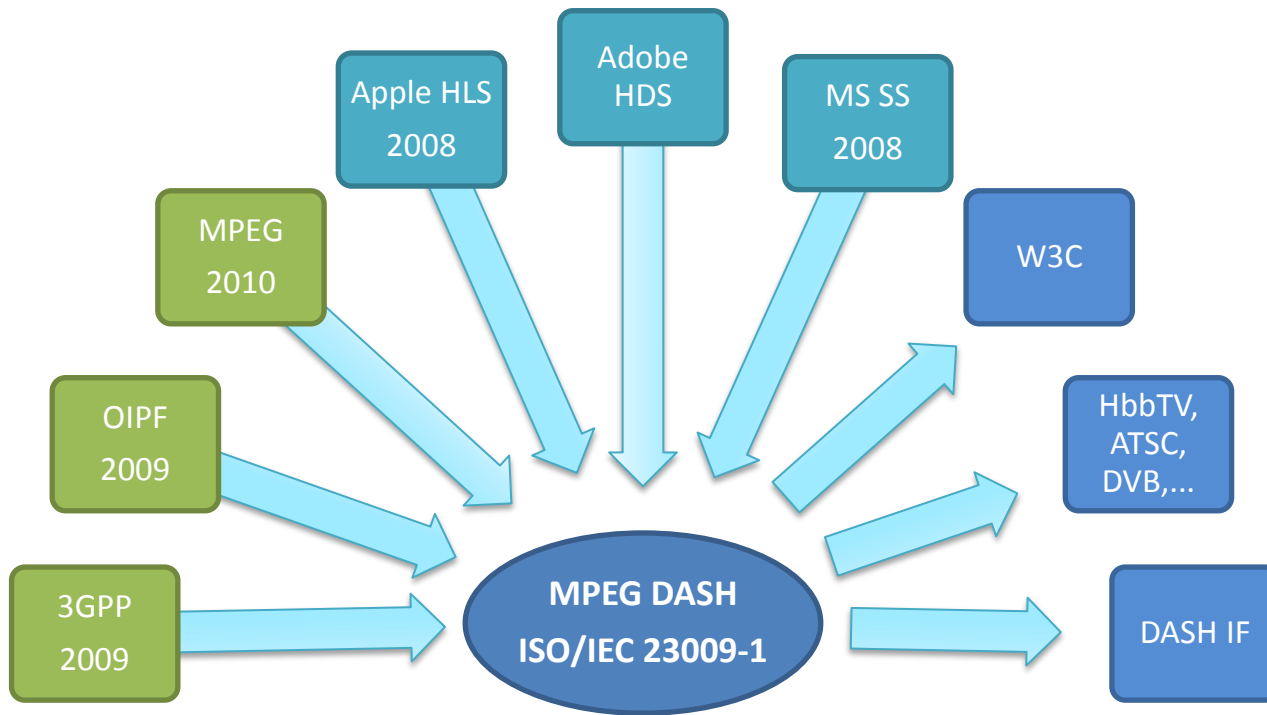 Adobe
HDS
Apple HLS
2008
MS SS
2008
MPEG
2010
W3C
OIPF
2009
HbbTV,
ATSC,
DVB,...
3GPP
2009
MPEG DASH
ISO/IEC 23009-1
DASH IF